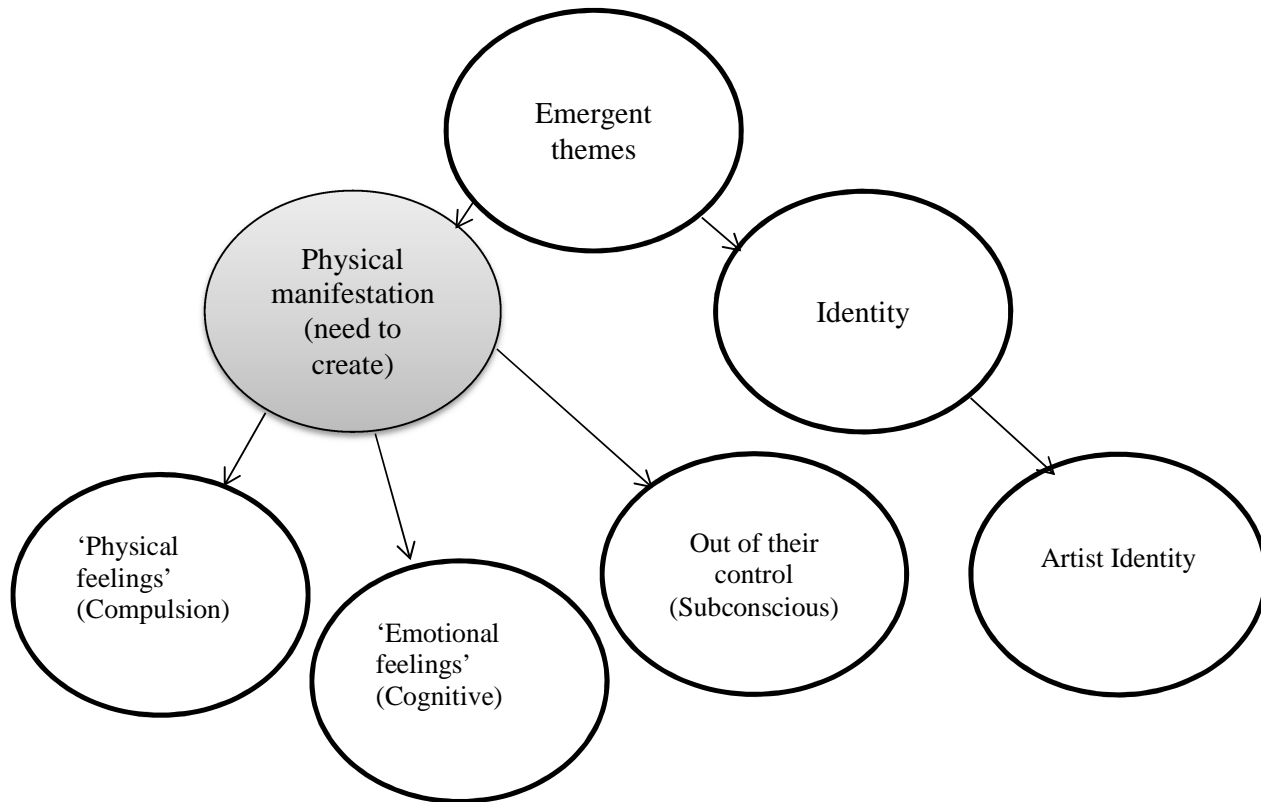 Emergent
themes
Physical
manifestation
(need to
create)
Identity
‘Physical
feelings’
(Compulsion)
‘Emotional
feelings’
(Cognitive)
Out of their
control
(Subconscious)
Artist Identity